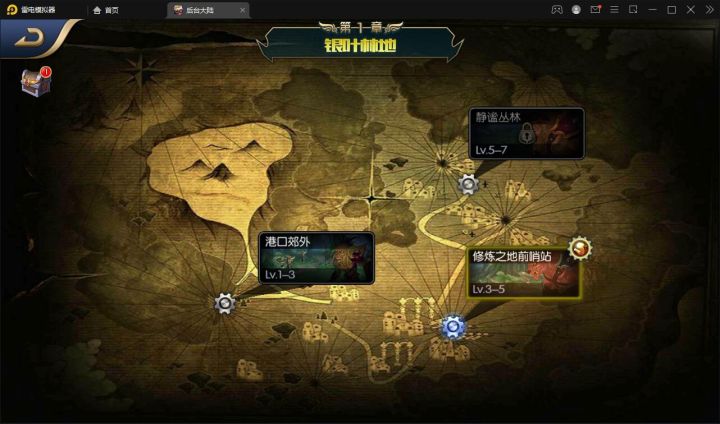 雷电模拟器
首页
后台大陆
第1章
银叶林地
1
静谧丛林
Lv.5–7
港口郊外
Lv.1–3
修炼之地前哨站
Lv.3–5